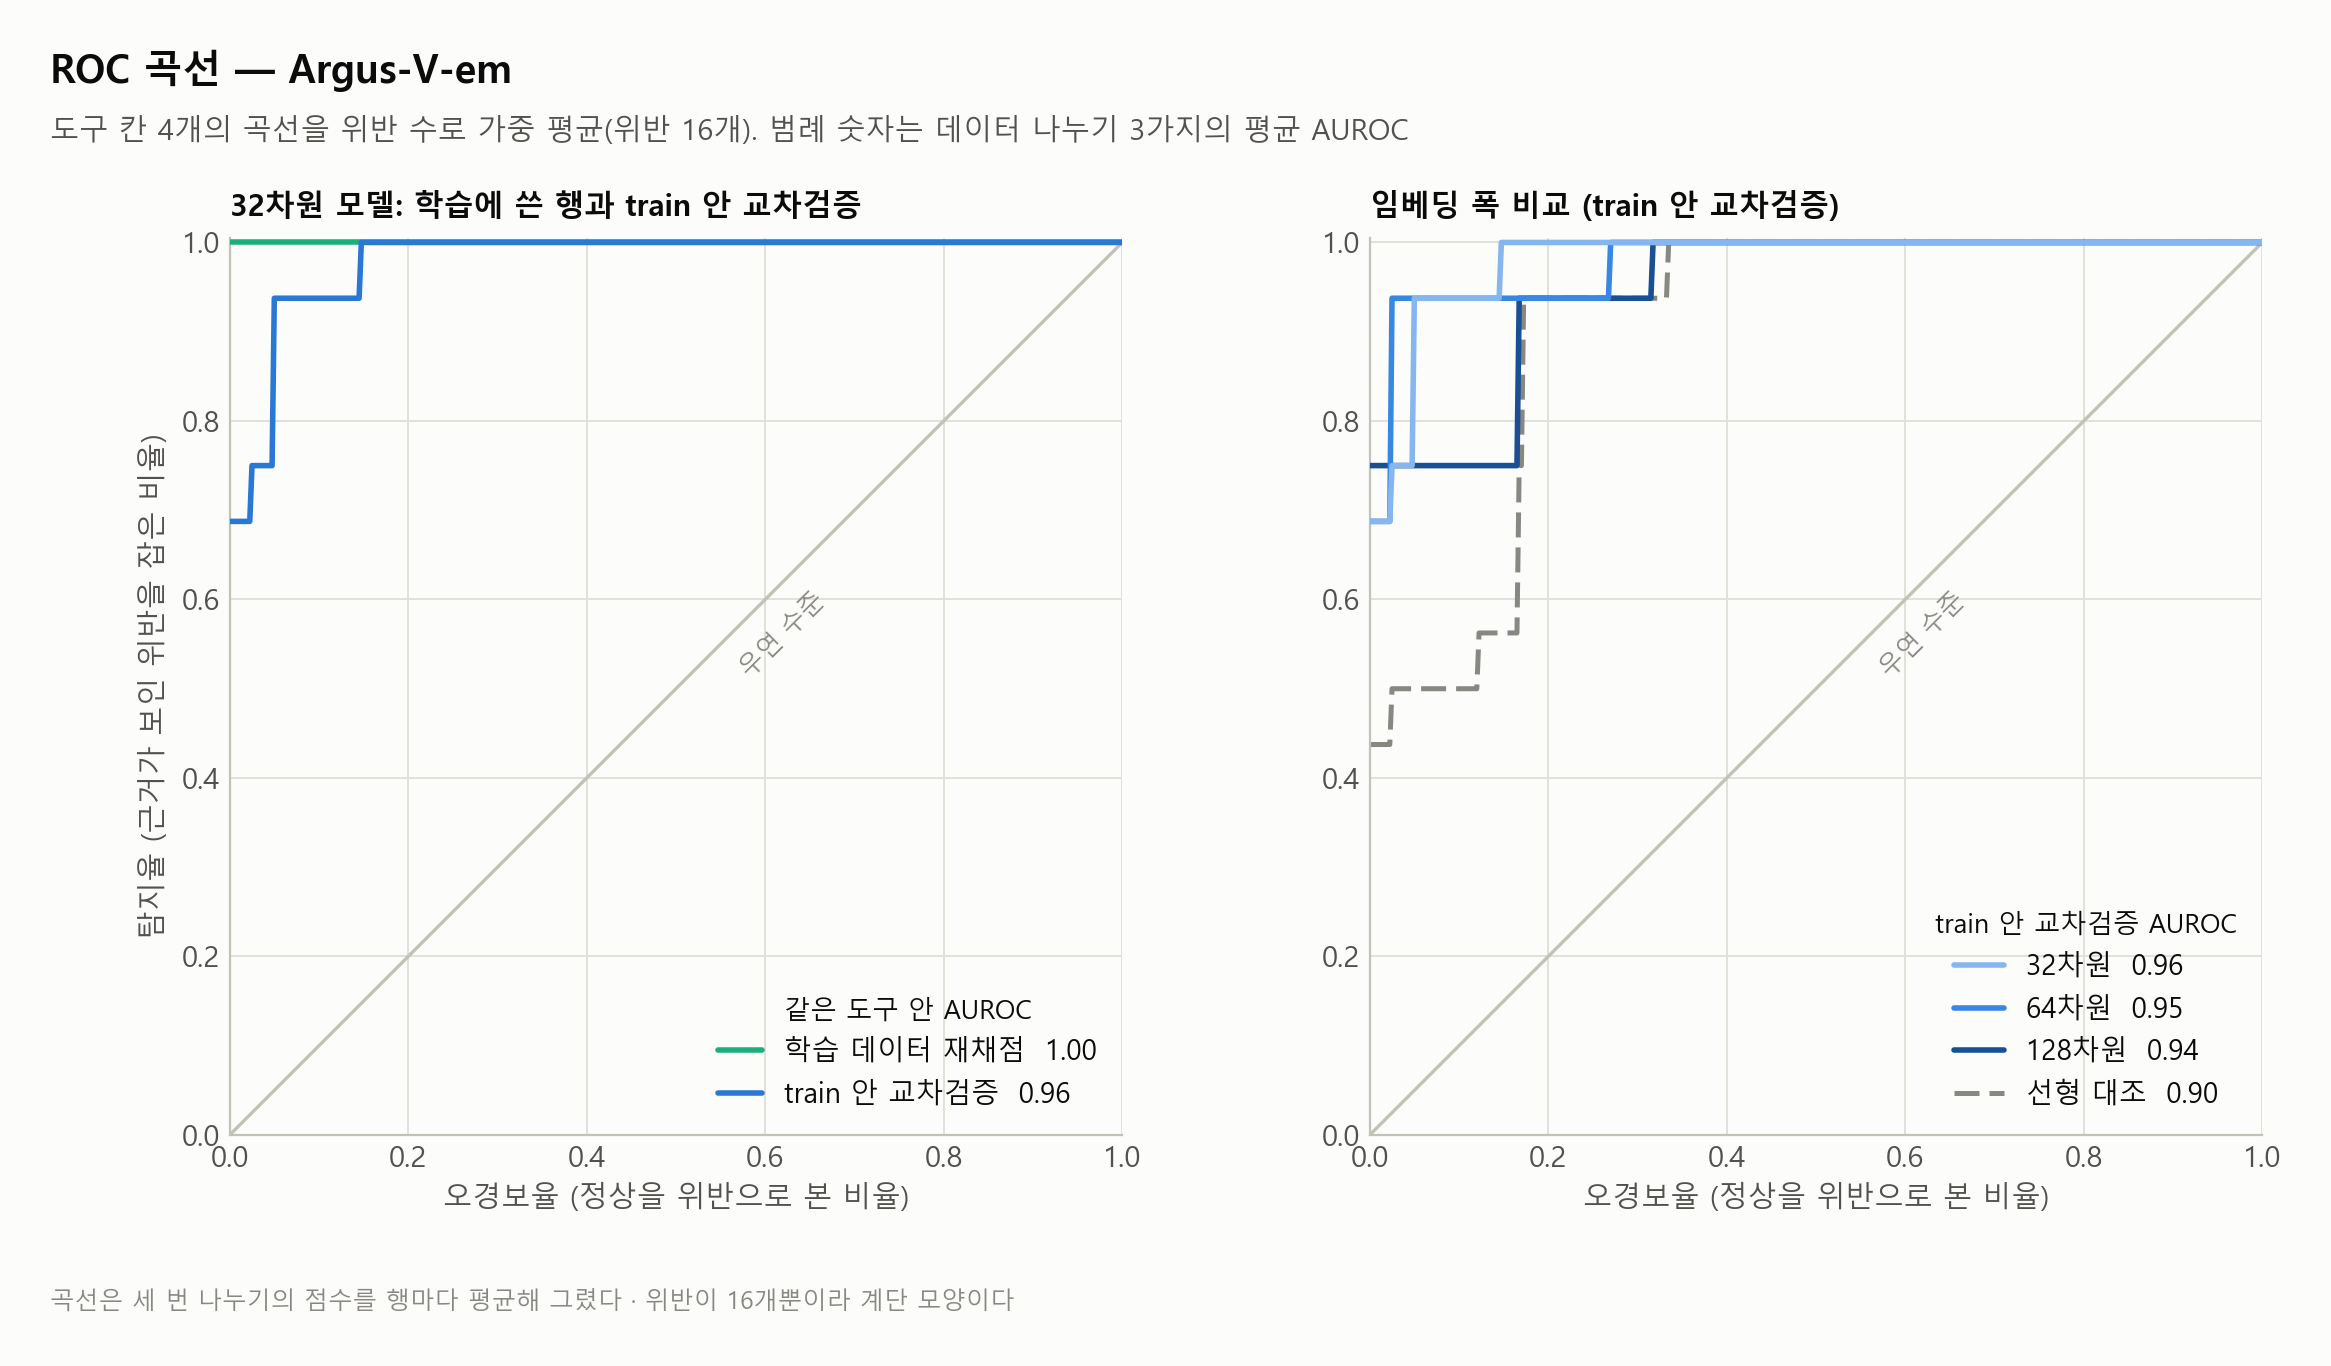 ROC 곡선 — Argus-V-em
도구 칸 4개의 곡선을 위반 수로 가중 평균(위반 16개). 범례 숫자는 데이터 나누기 3가지의 평균 AUROC
32차원 모델: 학습에 쓴 행과 train 안 교차검증
1.0
0.8
0.6
0.4
0.2
0.0
탐지율 (근거가 보인 위반을 잡은 비율)
우연 수준
같은 도구 안 AUROC
학습 데이터 재채점 1.00
train 안 교차검증 0.96
0.0 0.2 0.4 0.6 0.8 1.0
오경보율 (정상을 위반으로 본 비율)
임베딩 폭 비교 (train 안 교차검증)
1.0
0.8
0.6
0.4
0.2
0.0
우연 수준
train 안 교차검증 AUROC
32차원 0.96
64차원 0.95
128차원 0.94
선형 대조 0.90
0.0 0.2 0.4 0.6 0.8 1.0
오경보율 (정상을 위반으로 본 비율)
곡선은 세 번 나누기의 점수를 행마다 평균해 그렸다 · 위반이 16개뿐이라 계단 모양이다